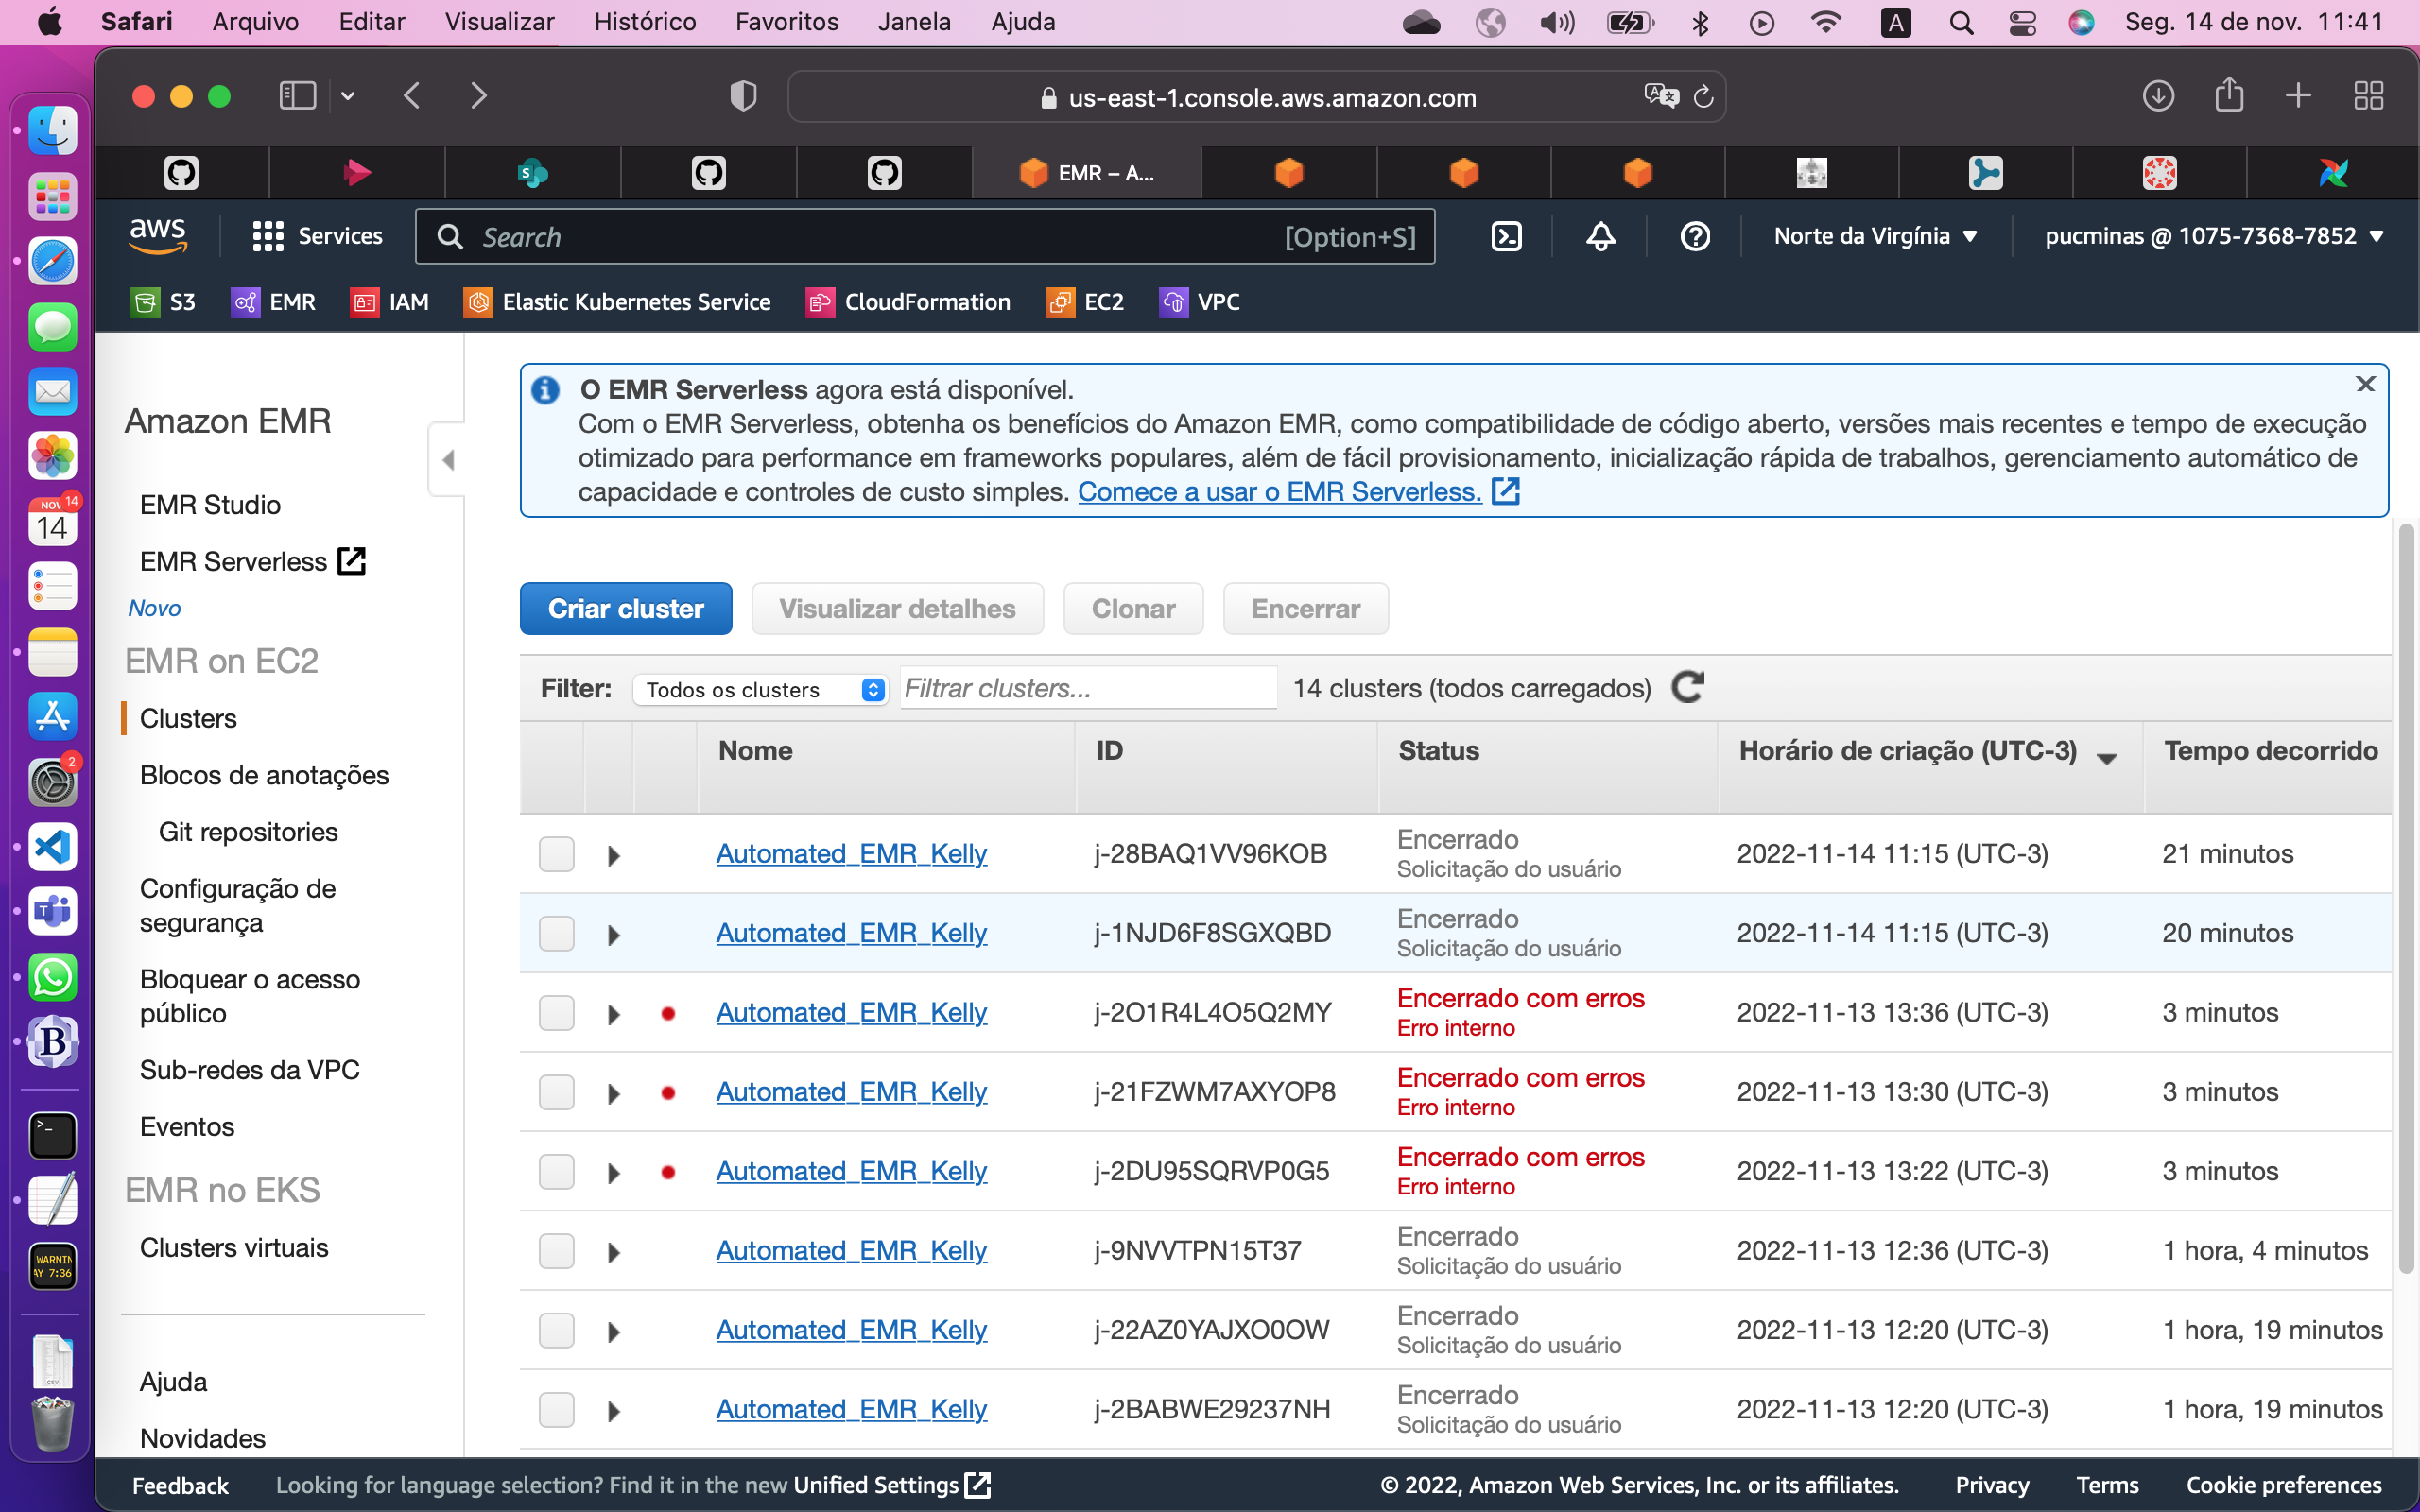 Safari Arquivo Editar Visualizar Histórico Favoritos Janela Ajuda A Seg. 14 de nov. 11:41
us-east-1.console.aws.amazon.com
EMR – A...
aws Services Search [Option+S] Norte da Virgínia pucminas @ 1075-7368-7852
S3 EMR IAM Elastic Kubernetes Service CloudFormation EC2 VPC
Amazon EMR
EMR Studio
EMR Serverless
Novo
EMR on EC2
Clusters
Blocos de anotações
Git repositories
Configuração de
segurança
Bloquear o acesso
público
Sub-redes da VPC
Eventos
EMR no EKS
Clusters virtuais
Ajuda
Novidades
O EMR Serverless agora está disponível.
Com o EMR Serverless, obtenha os benefícios do Amazon EMR, como compatibilidade de código aberto, versões mais recentes e tempo de execução
otimizado para performance em frameworks populares, além de fácil provisionamento, inicialização rápida de trabalhos, gerenciamento automático de
capacidade e controles de custo simples. Comece a usar o EMR Serverless.
Criar cluster Visualizar detalhes Clonar Encerrar
Filter: Todos os clusters Filtrar clusters... 14 clusters (todos carregados)
Nome ID Status Horário de criação (UTC-3) Tempo decorrido
Automated_EMR_Kelly j-28BAQ1VV96KOB Encerrado 2022-11-14 11:15 (UTC-3) 21 minutos
Solicitação do usuário
Automated_EMR_Kelly j-1NJD6F8SGXQBD Encerrado 2022-11-14 11:15 (UTC-3) 20 minutos
Solicitação do usuário
Automated_EMR_Kelly j-2O1R4L4O5Q2MY Encerrado com erros 2022-11-13 13:36 (UTC-3) 3 minutos
Erro interno
Automated_EMR_Kelly j-21FZWM7AXYOP8 Encerrado com erros 2022-11-13 13:30 (UTC-3) 3 minutos
Erro interno
Automated_EMR_Kelly j-2DU95SQRVP0G5 Encerrado com erros 2022-11-13 13:22 (UTC-3) 3 minutos
Erro interno
Automated_EMR_Kelly j-9NVVTPN15T37 Encerrado 2022-11-13 12:36 (UTC-3) 1 hora, 4 minutos
Solicitação do usuário
Automated_EMR_Kelly j-22AZ0YAJXO0OW Encerrado 2022-11-13 12:20 (UTC-3) 1 hora, 19 minutos
Solicitação do usuário
Automated_EMR_Kelly j-2BABWE29237NH Encerrado 2022-11-13 12:20 (UTC-3) 1 hora, 19 minutos
Solicitação do usuário
Feedback Looking for language selection? Find it in the new Unified Settings © 2022, Amazon Web Services, Inc. or its affiliates. Privacy Terms Cookie preferences
NOV 14
14
2
B
WARNIN
AY 7:36
CSV